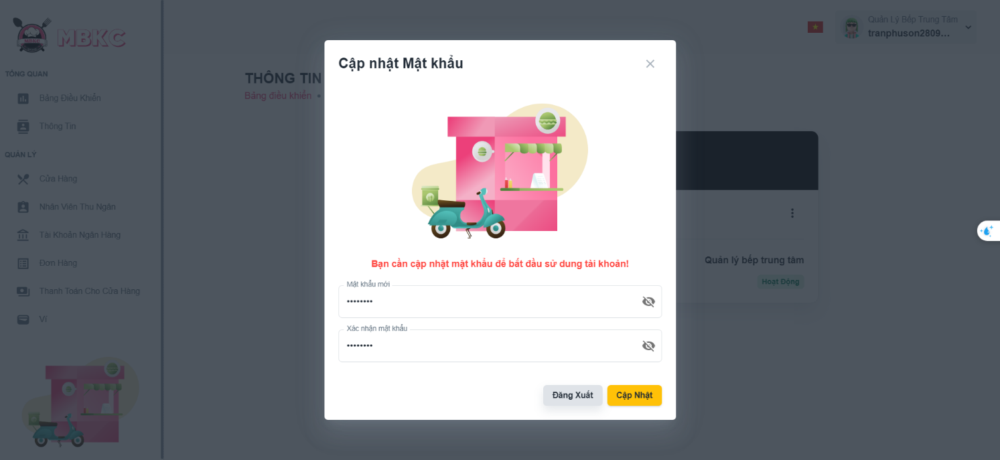 MBKC
MBKC
Quản Lý Bếp Trung Tâm
tranphuson2809...
TỔNG QUAN
Bảng Điều Khiển
Thông Tin
QUẢN LÝ
Cửa Hàng
Nhân Viên Thu Ngân
Tài Khoản Ngân Hàng
Đơn Hàng
Thanh Toán Cho Cửa Hàng
Ví
THÔNG TIN
Bảng điều khiển •
Cập nhật Mật khẩu
Bạn cần cập nhật mật khẩu để bắt đầu sử dung tài khoản!
Mật khẩu mới
••••••••
Xác nhận mật khẩu
••••••••
Đăng Xuất
Cập Nhật
Quản lý bếp trung tâm
Hoạt Động